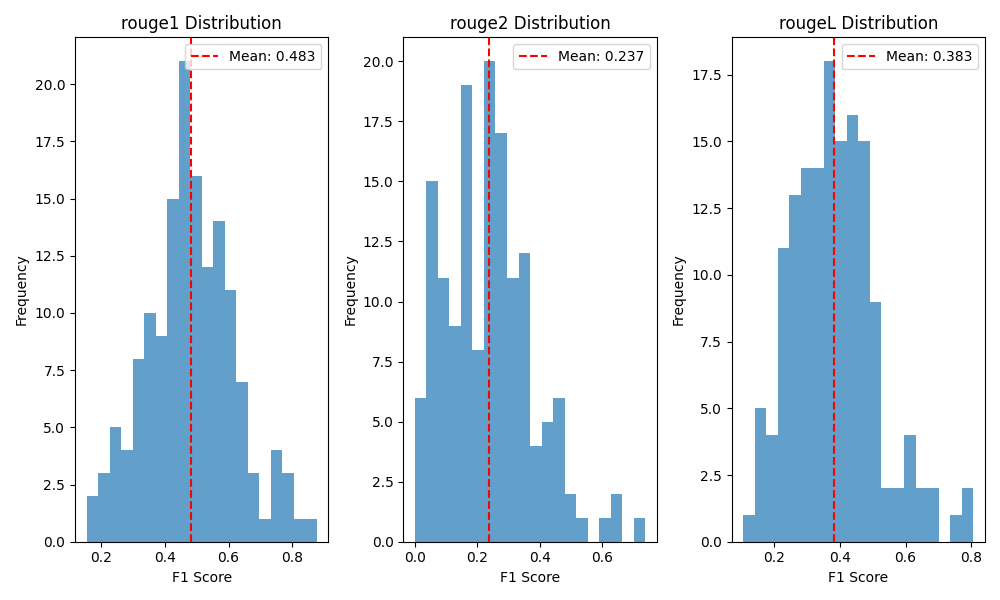 rouge1 Distribution
Mean: 0.483
Frequency
20.0
17.5
15.0
12.5
10.0
7.5
5.0
2.5
0.0
0.2 0.4 0.6 0.8
F1 Score
rouge2 Distribution
Mean: 0.237
Frequency
20.0
17.5
15.0
12.5
10.0
7.5
5.0
2.5
0.0
0.0 0.2 0.4 0.6
F1 Score
rougeL Distribution
Mean: 0.383
Frequency
17.5
15.0
12.5
10.0
7.5
5.0
2.5
0.0
0.2 0.4 0.6 0.8
F1 Score